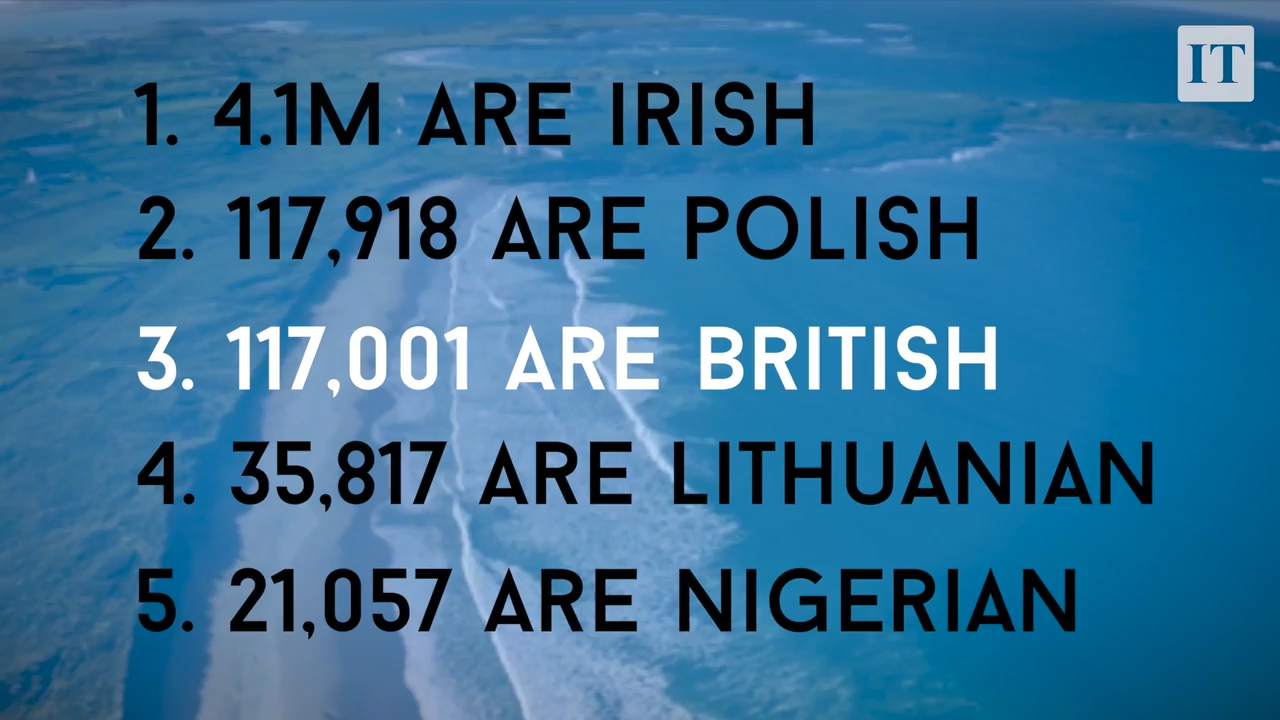 IT
1. 4.1M ARE IRISH
2. 117,918 ARE POLISH
3. 117,001 ARE BRITISH
4. 35,817 ARE LITHUANIAN
5. 21,057 ARE NIGERIAN